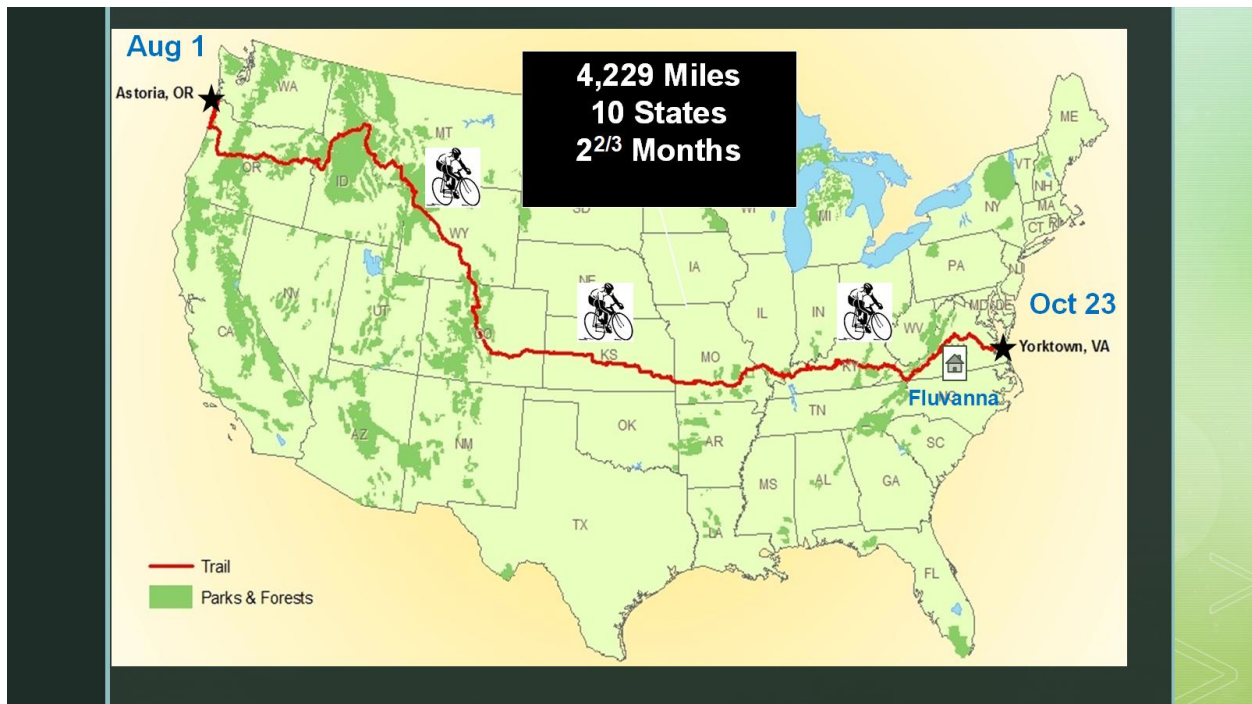 Aug 1
Astoria, OR
4,229 Miles
10 States
2 2/3 Months
WA
MT
ME
OR
ID
VT
NH
SD
WI
MI
NY
MA
CT RI
WY
IA
PA
NJ
NE
NV
UT
IL
IN
MD DE
Oct 23
CA
CO
WV
KS
MO
KY
Yorktown, VA
Fluvanna
OK
TN
AZ
NM
AR
SC
MS
AL
GA
TX
LA
FL
Trail
Parks & Forests